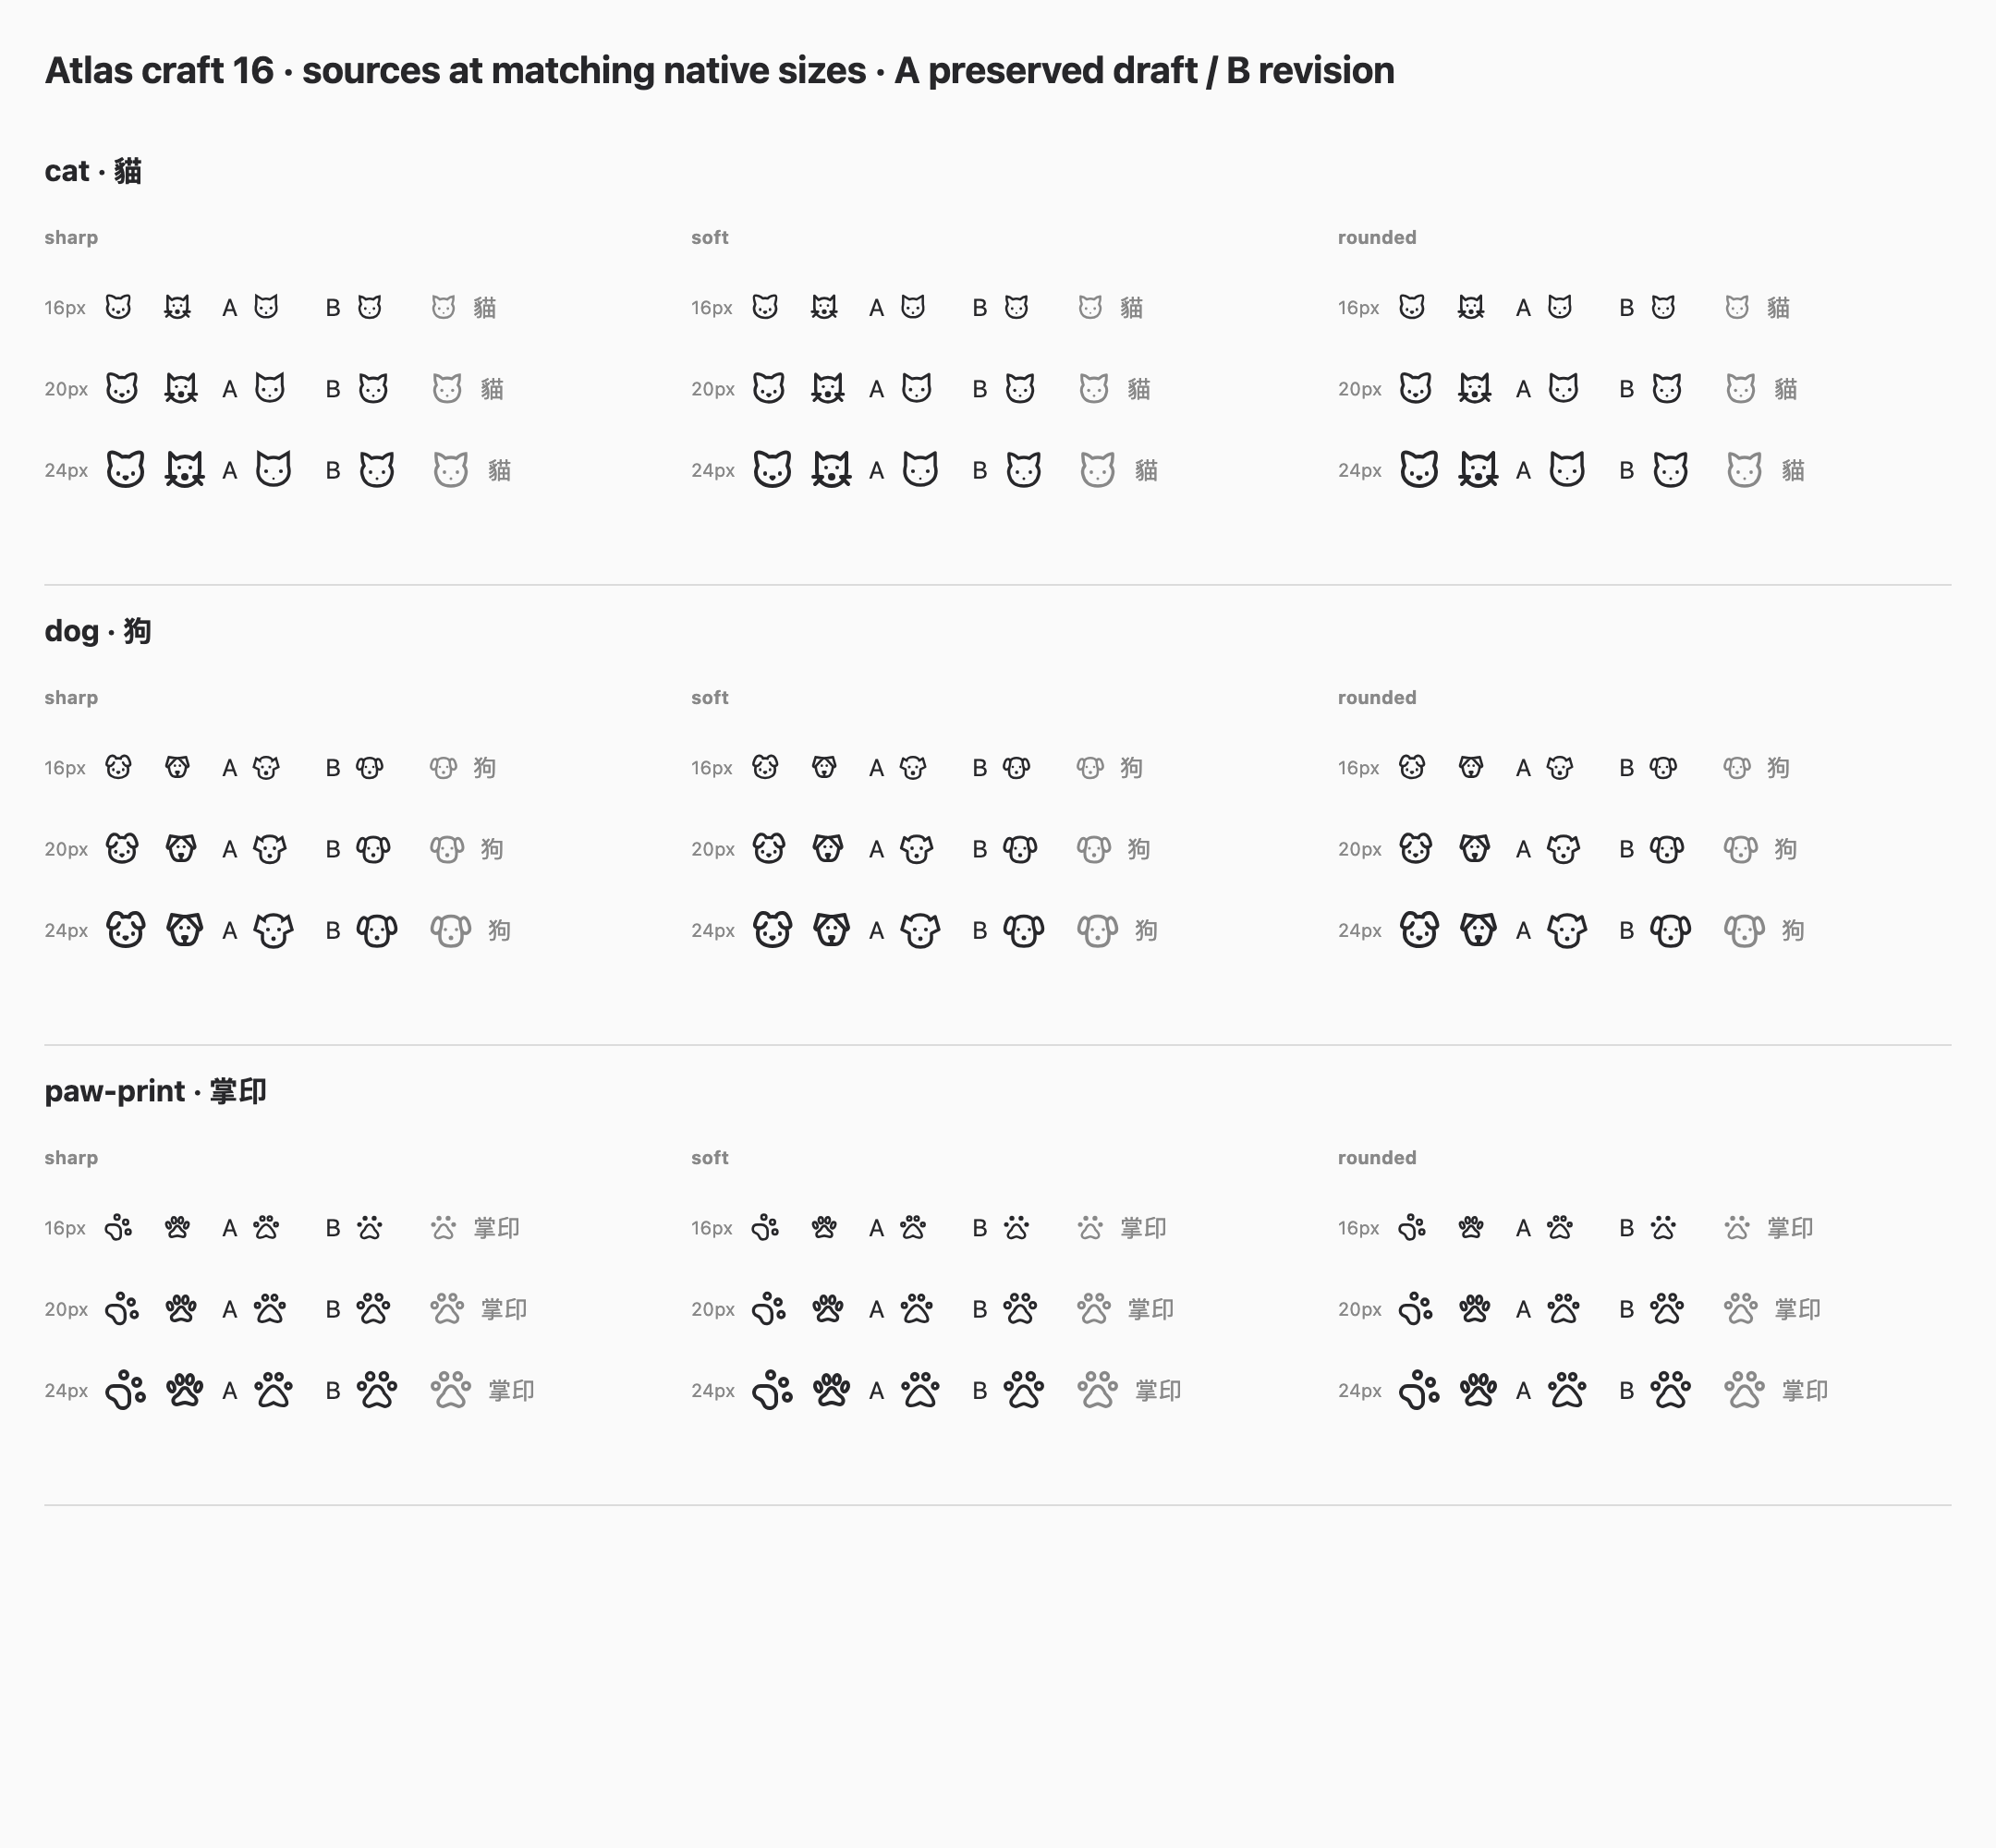 Atlas craft 16 · sources at matching native sizes · A preserved draft / B revision
cat · 貓
sharp soft rounded
16px A B 貓 16px A B 貓 16px A B 貓
20px A B 貓 20px A B 貓 20px A B 貓
24px A B 貓 24px A B 貓 24px A B 貓
dog · 狗
sharp soft rounded
16px A B 狗 16px A B 狗 16px A B 狗
20px A B 狗 20px A B 狗 20px A B 狗
24px A B 狗 24px A B 狗 24px A B 狗
paw-print · 掌印
sharp soft rounded
16px A B 掌印 16px A B 掌印 16px A B 掌印
20px A B 掌印 20px A B 掌印 20px A B 掌印
24px A B 掌印 24px A B 掌印 24px A B 掌印